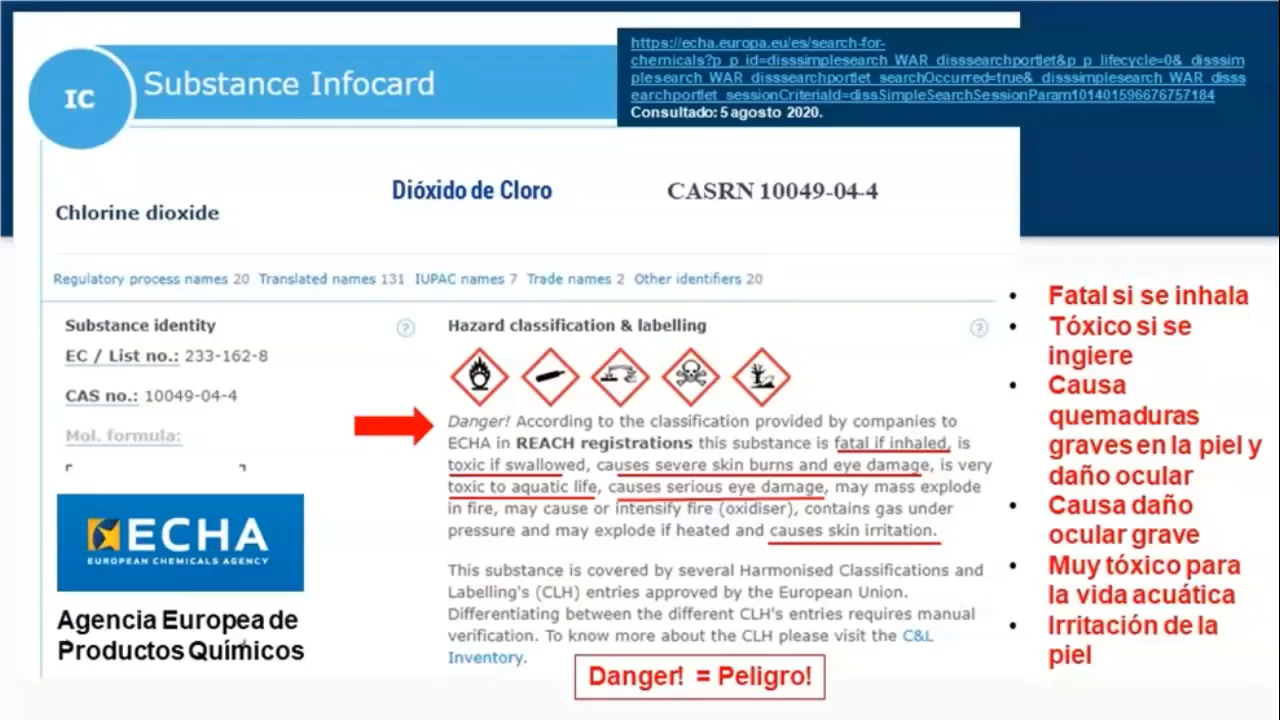 https://echa.europa.eu/es/search-for-
chemicals?p_p_id=disssimplesearch_WAR_disssearchportlet&p_p_lifecycle=0&_disssim
plesearch_WAR_disssearchportlet_searchOccurred=true&_disssimplesearch_WAR_disss
earchportlet_sessionCriteriaId=dissSimpleSearchSessionParam101401596676757184
Consultado: 5 agosto 2020.
IC
Substance Infocard
Dióxido de Cloro
CASRN 10049-04-4
Chlorine dioxide
Regulatory process names 20 Translated names 131 IUPAC names 7 Trade names 2 Other identifiers 20
Substance identity
?
EC / List no.: 233-162-8
CAS no.: 10049-04-4
Mol. formula:
ECHA
EUROPEAN CHEMICALS AGENCY
Agencia Europea de
Productos Químicos
Hazard classification & labelling
?
Danger! According to the classification provided by companies to
ECHA in REACH registrations this substance is fatal if inhaled, is
toxic if swallowed, causes severe skin burns and eye damage, is very
toxic to aquatic life, causes serious eye damage, may mass explode
in fire, may cause or intensify fire (oxidiser), contains gas under
pressure and may explode if heated and causes skin irritation.
This substance is covered by several Harmonised Classifications and
Labelling's (CLH) entries approved by the European Union.
Differentiating between the different CLH's entries requires manual
verification. To know more about the CLH please visit the C&L
Inventory.
Danger! = Peligro!
• Fatal si se inhala
• Tóxico si se
ingiere
• Causa
quemaduras
graves en la piel y
daño ocular
• Causa daño
ocular grave
• Muy tóxico para
la vida acuática
• Irritación de la
piel